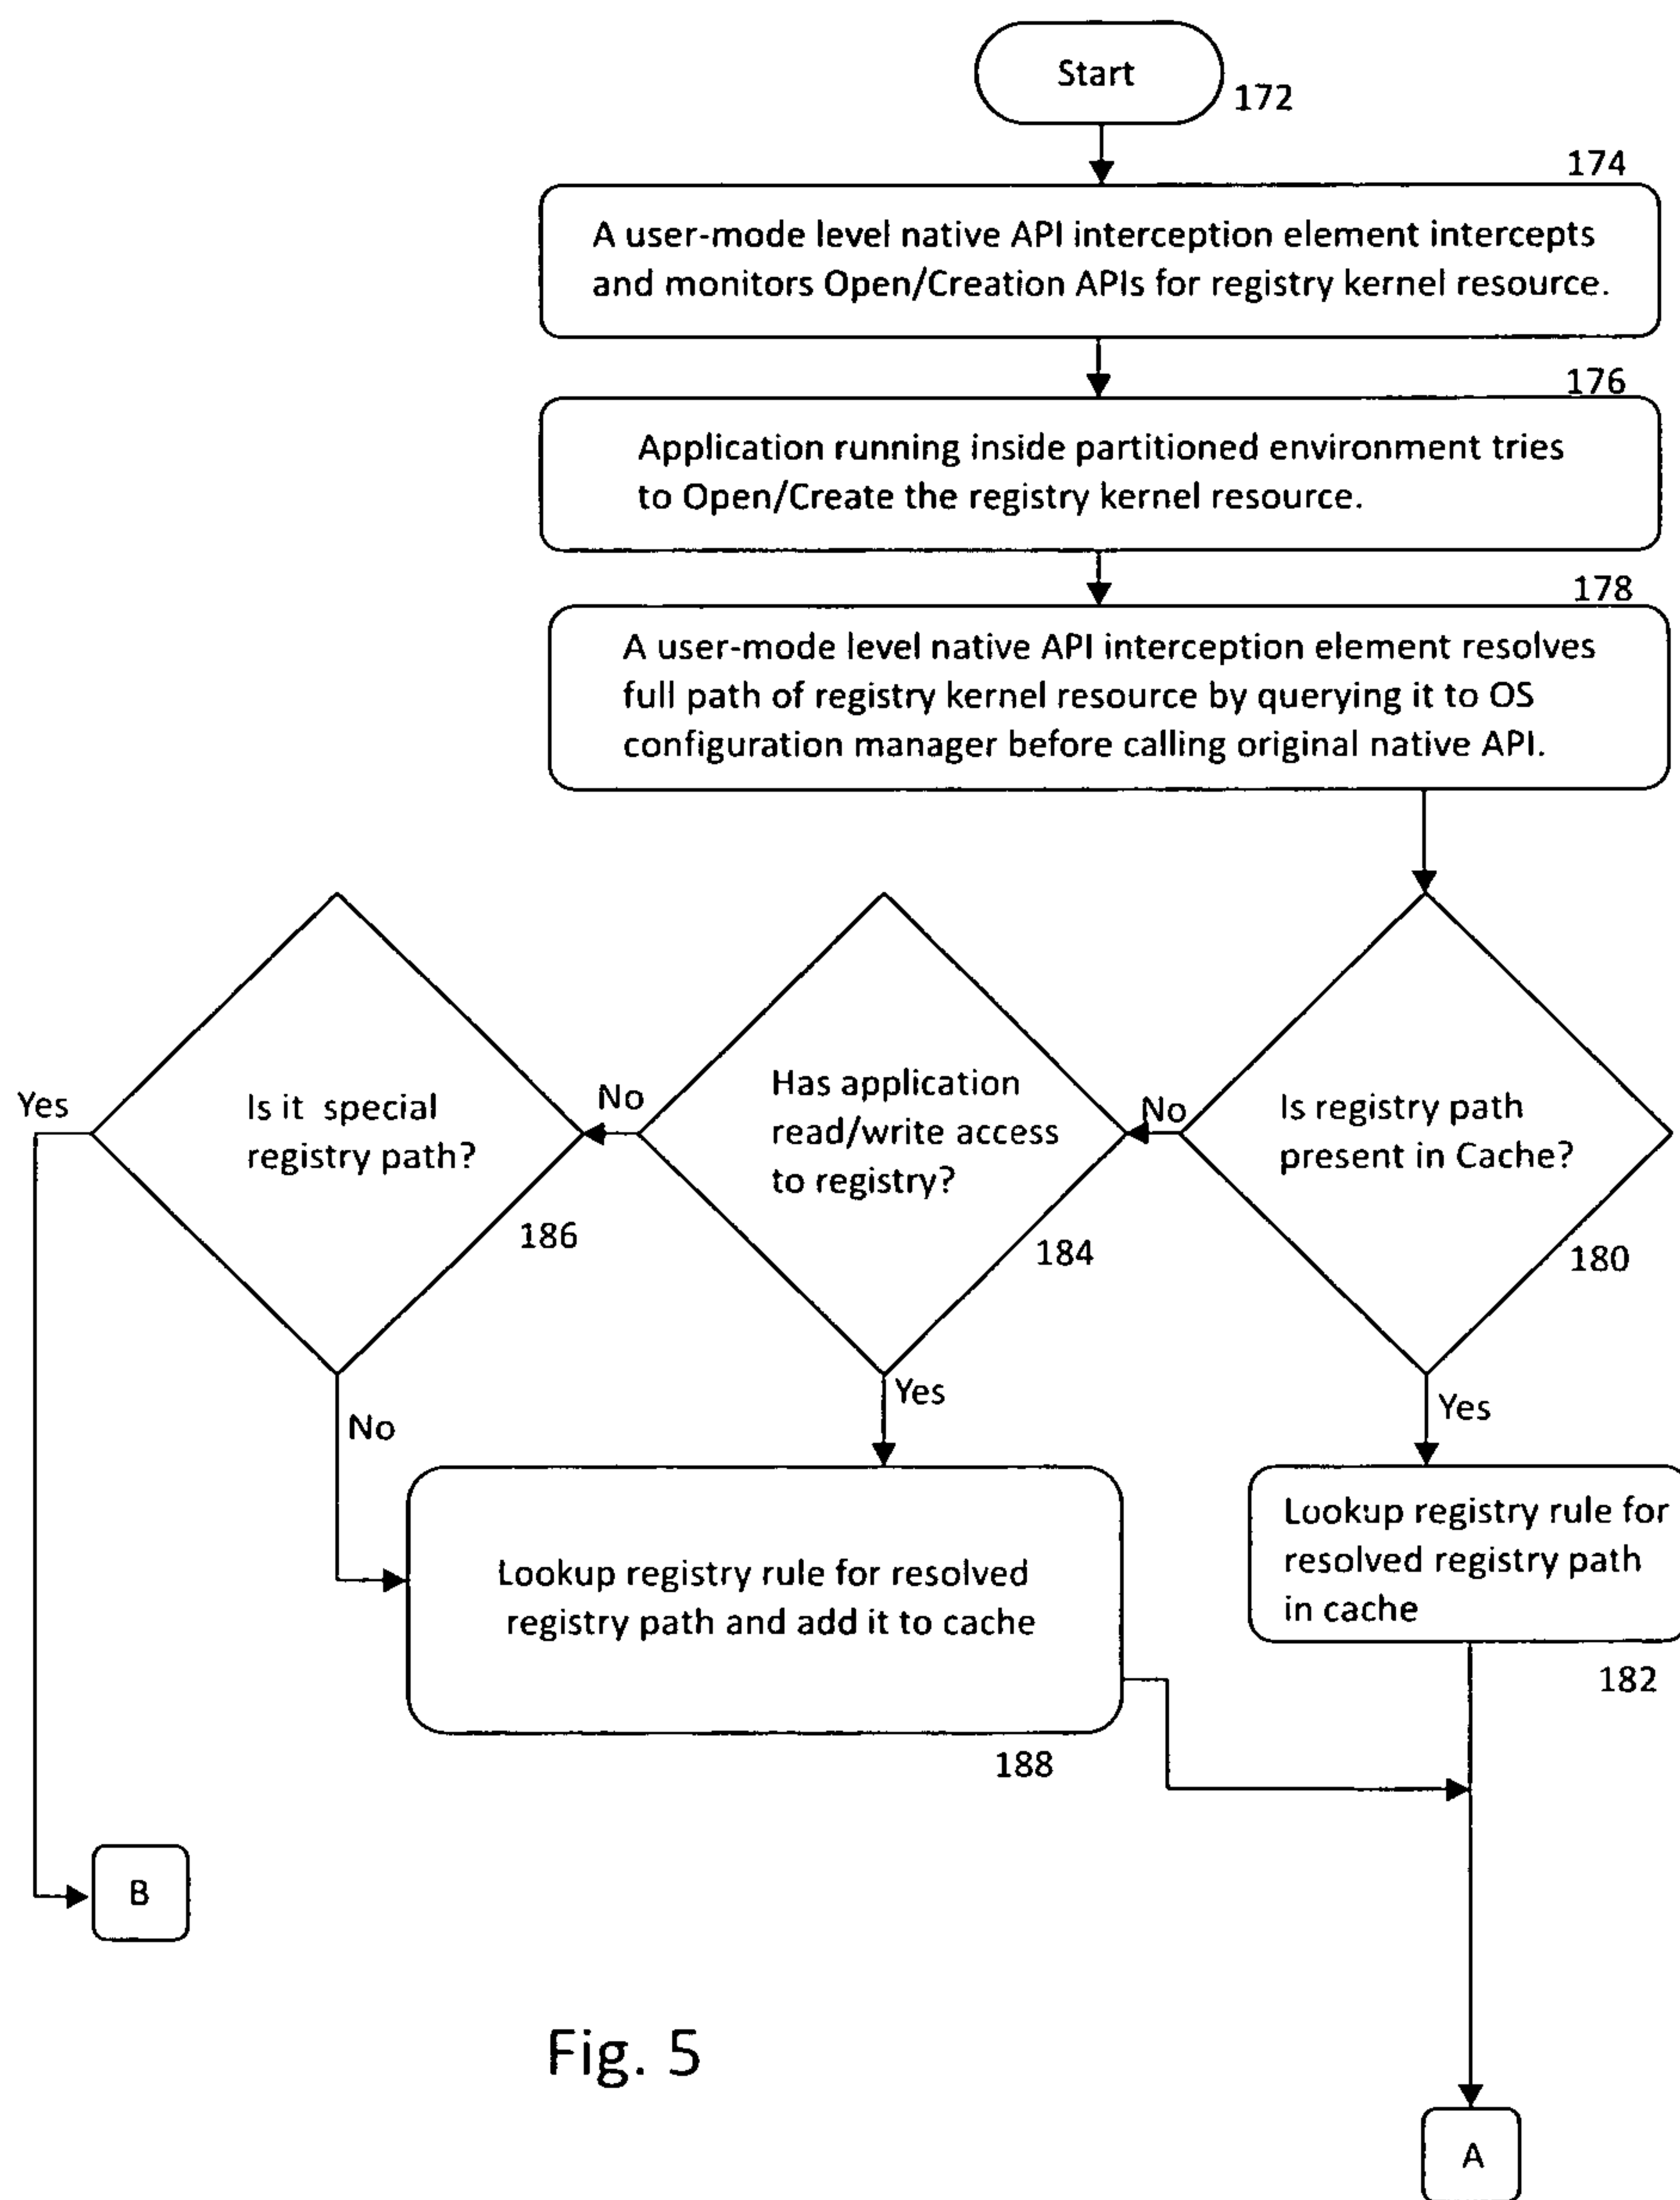 Start
172
174
A user-mode level native API interception element intercepts
and monitors Open/Creation APIs for registry kernel resource.
176
Application running inside partitioned environment tries
to Open/Create the registry kernel resource.
178
A user-mode level native API interception element resolves
full path of registry kernel resource by querying it to OS
configuration manager before calling original native API.
Yes
Is it special
registry path?
186
No
No
Has application
read/write access
to registry?
184
Yes
No
Is registry path
present in Cache?
180
Yes
Lookup registry rule for resolved
registry path and add it to cache
188
Lookup registry rule for
resolved registry path
in cache
182
B
Fig. 5
A